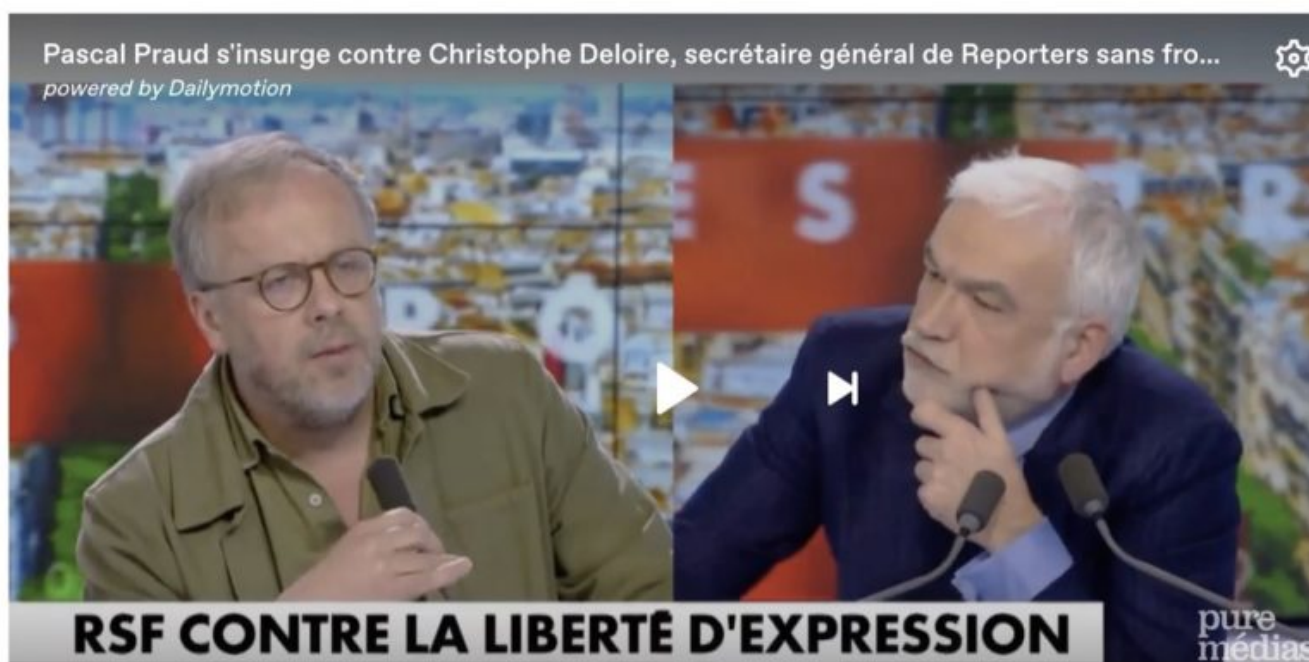 Pascal Praud s'insurge contre Christophe Deloire, secrétaire général de Reporters sans fro...
powered by Dailymotion
E S
R
R
O
RSF CONTRE LA LIBERTÉ D'EXPRESSION
pure
médias